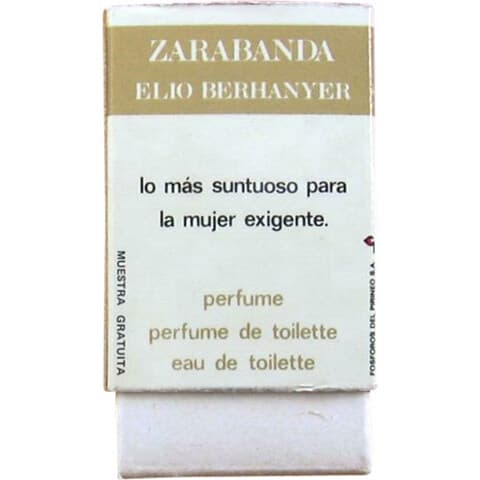 ZARABANDA
ELIO BERHANYER
lo más suntuoso para
la mujer exigente.
MUESTRA GRATUITA
perfume
perfume de toilette
eau de toilette
FOSFOROS DEL PIRINEO S.A.